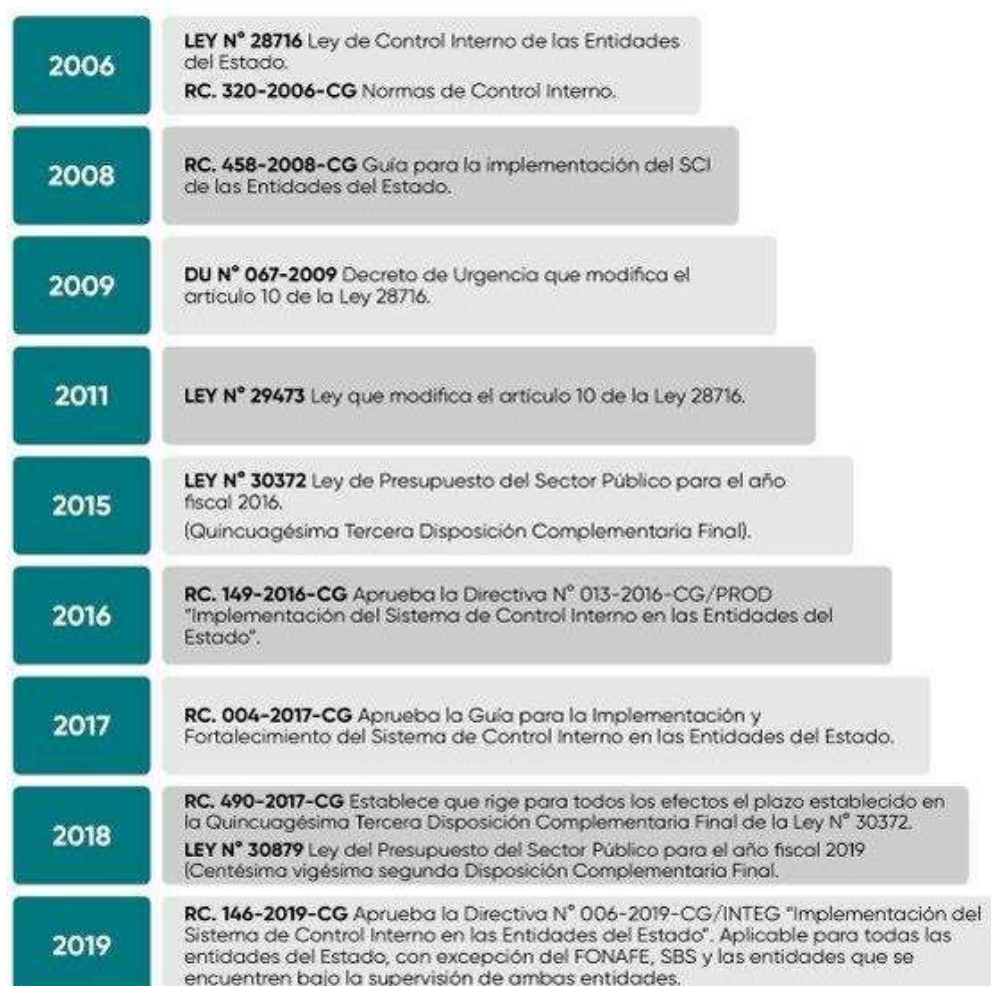 2006
LEY N° 28716 Ley de Control Interno de las Entidades
del Estado.
RC. 320-2006-CG Normas de Control Interno.
2008
RC. 458-2008-CG Guía para la implementación del SCI
de las Entidades del Estado.
2009
DU N° 067-2009 Decreto de Urgencia que modifica el
artículo 10 de la Ley 28716.
2011
LEY N° 29473 Ley que modifica el artículo 10 de la Ley 28716.
2015
LEY N° 30372 Ley de Presupuesto del Sector Público para el año
fiscal 2016.
(Quincuagésima Tercera Disposición Complementaria Final).
2016
RC. 149-2016-CG Aprueba la Directiva N° 013-2016-CG/PROD
"Implementación del Sistema de Control Interno en las Entidades del
Estado".
2017
RC. 004-2017-CG Aprueba la Guía para la Implementación y
Fortalecimiento del Sistema de Control Interno en las Entidades del Estado.
2018
RC. 490-2017-CG Establece que rige para todos los efectos el plazo establecido en
la Quincuagésima Tercera Disposición Complementaria Final de la Ley N° 30372.
LEY N° 30879 Ley del Presupuesto del Sector Público para el año fiscal 2019
(Centésima vigésima segunda Disposición Complementaria Final.
2019
RC. 146-2019-CG Aprueba la Directiva N° 006-2019-CG/INTEG "Implementación del
Sistema de Control Interno en las Entidades del Estado". Aplicable para todas las
entidades del Estado, con excepción del FONAFE, SBS y las entidades que se
encuentren bajo la supervisión de ambas entidades.